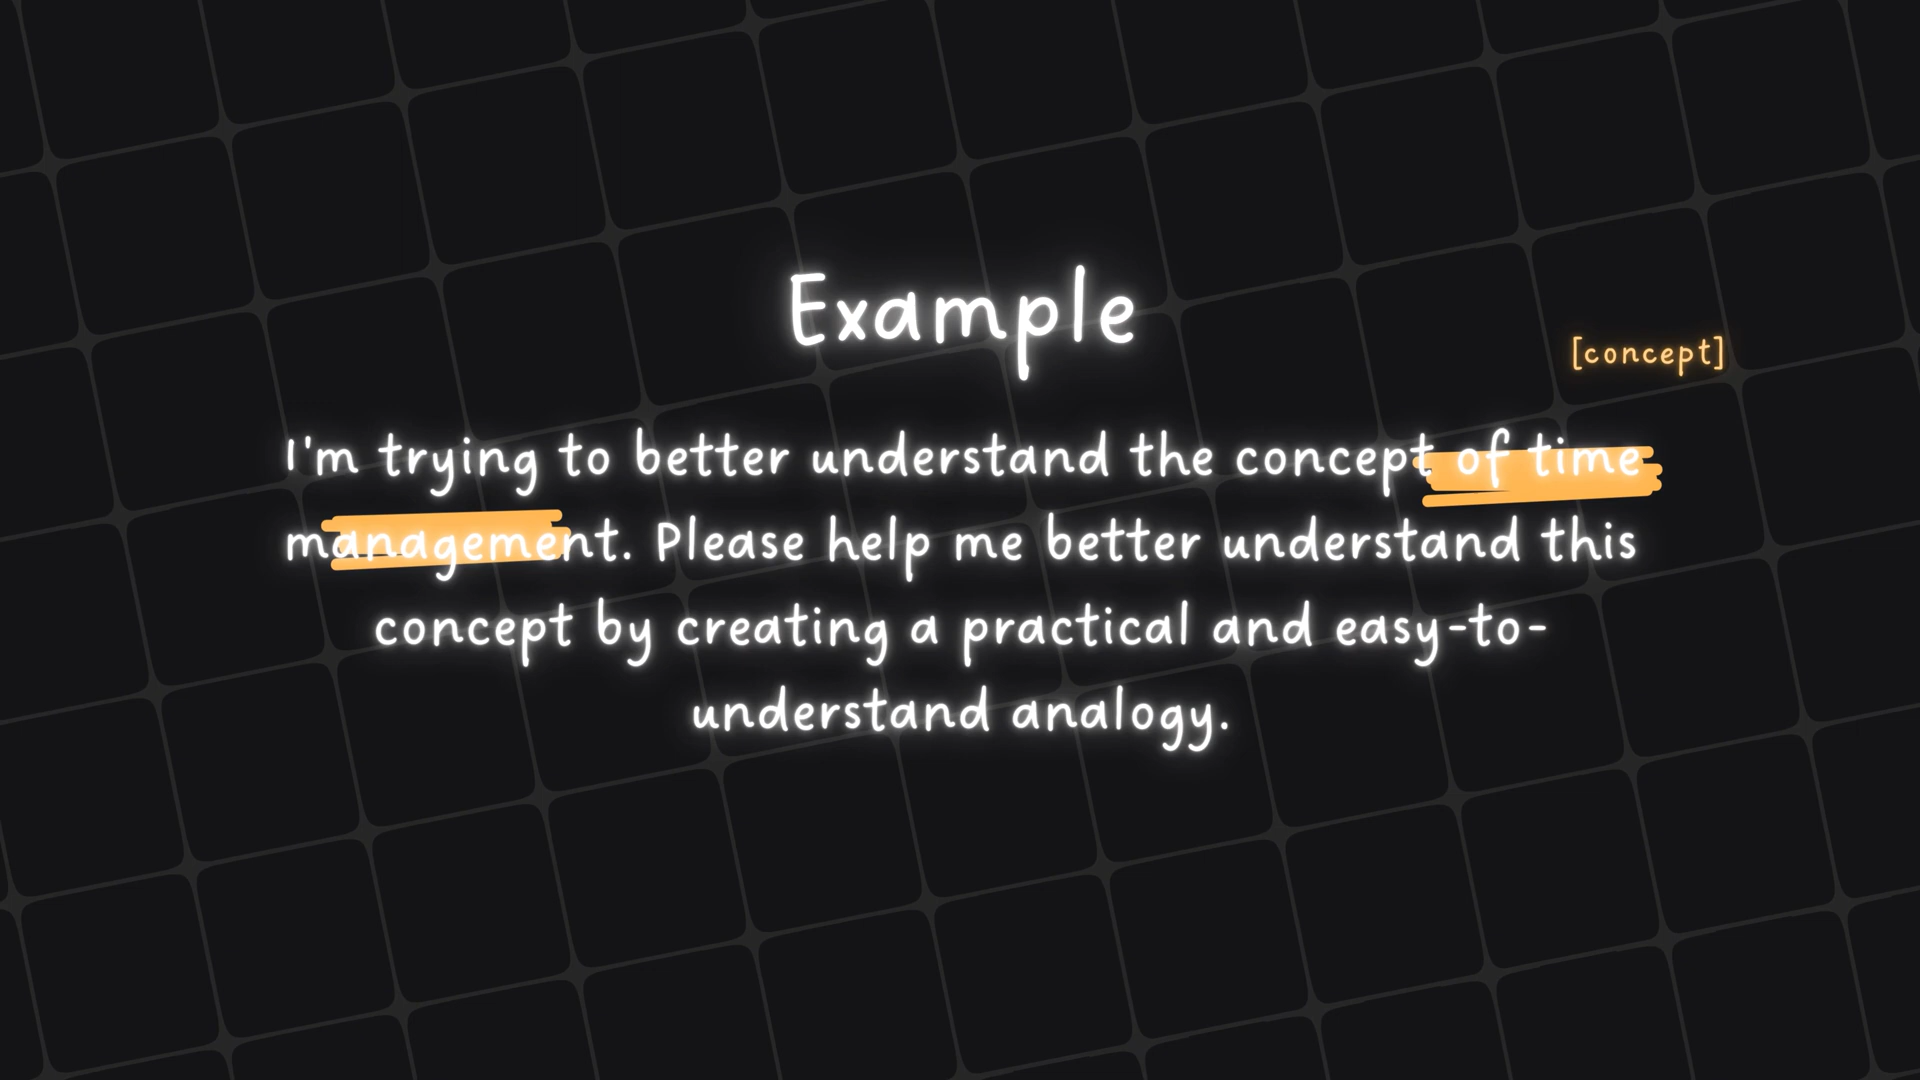 Example
[concept]
I'm trying to better understand the concept of time
management. Please help me better understand this
concept by creating a practical and easy-to-
understand analogy.